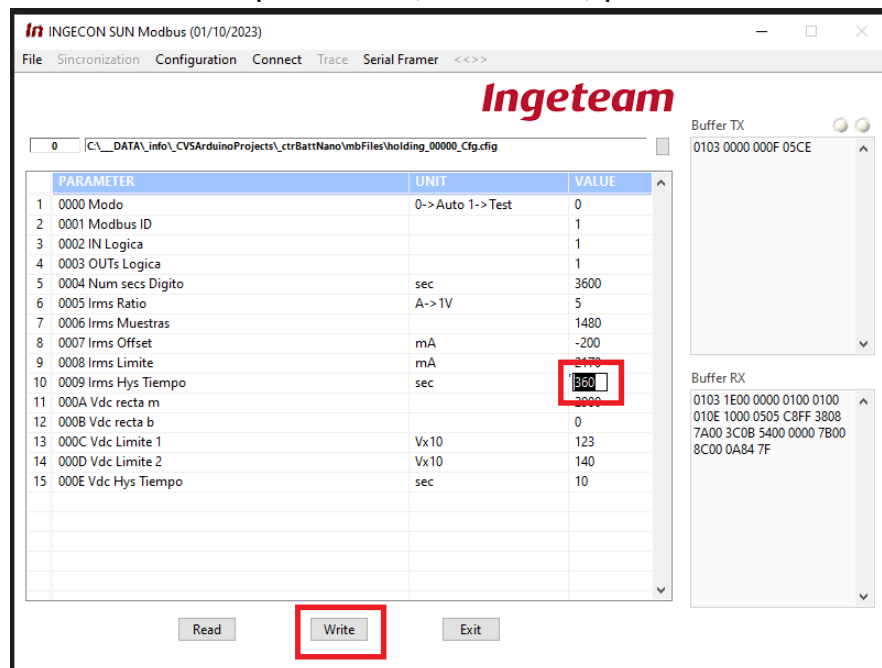 In INGECON SUN Modbus (01/10/2023)
File Sincronization Configuration Connect Trace Serial Framer <<>>
Ingeteam
0 C:\__DATA\_info\_CVSArduinoProjects\_ctrBattNano\mbFiles\holding_00000_Cfg.cfig
PARAMETER UNIT VALUE
1 0000 Modo 0->Auto 1->Test 0
2 0001 Modbus ID 1
3 0002 IN Logica 1
4 0003 OUTs Logica 1
5 0004 Num secs Digito sec 3600
6 0005 Irms Ratio A->1V 5
7 0006 Irms Muestras 1480
8 0007 Irms Offset mA -200
9 0008 Irms Limite mA 2170
10 0009 Irms Hys Tiempo sec 360
11 000A Vdc recta m 2900
12 000B Vdc recta b 0
13 000C Vdc Limite 1 Vx10 123
14 000D Vdc Limite 2 Vx10 140
15 000E Vdc Hys Tiempo sec 10
Read Write Exit
Buffer TX
0103 0000 000F 05CE
Buffer RX
0103 1E00 0000 0100 0100
010E 1000 0505 C8FF 3808
7A00 3C0B 5400 0000 7B00
8C00 0A84 7F